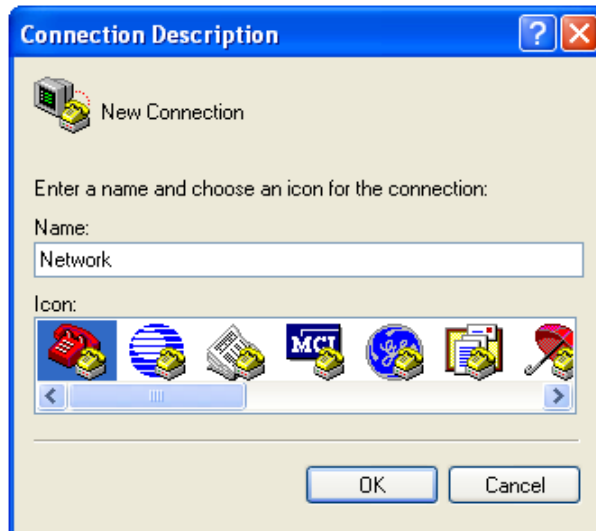 Connection Description
New Connection
Enter a name and choose an icon for the connection:
Name:
Network
Icon:
MCI
OK
Cancel